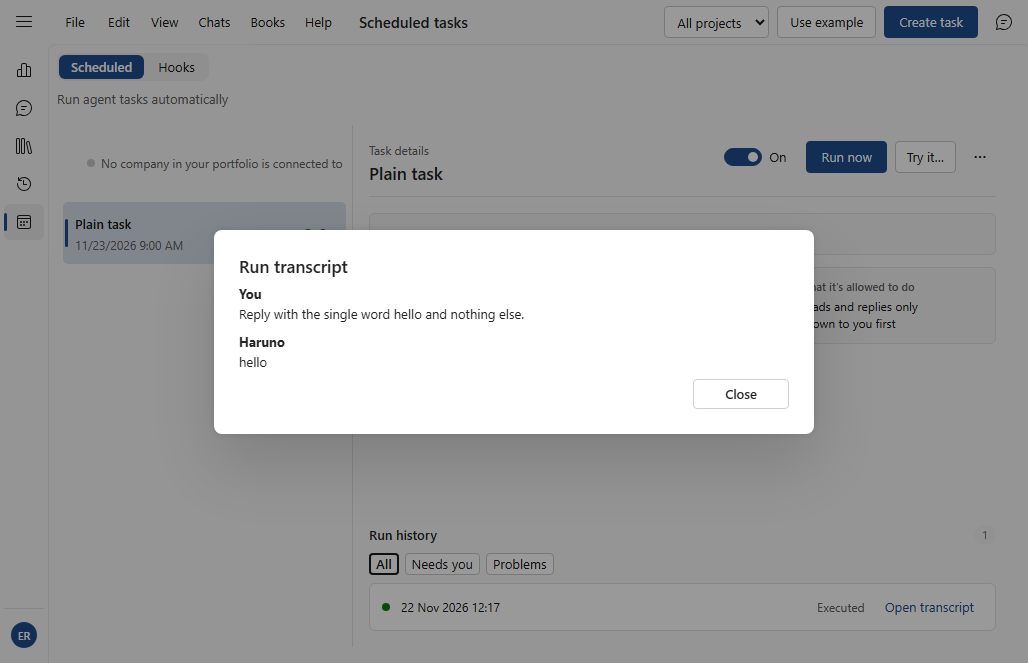 File Edit View Chats Books Help Scheduled tasks All projects Use example Create task
Scheduled Hooks
Run agent tasks automatically
No company in your portfolio is connected to
Plain task
11/23/2026 9:00 AM
Task details
Plain task
On Run now Try it... ...
it's allowed to do
and replies only
to you first
Run transcript
You
Reply with the single word hello and nothing else.
Haruno
hello
Close
Run history 1
All Needs you Problems
22 Nov 2026 12:17 Executed Open transcript
ER